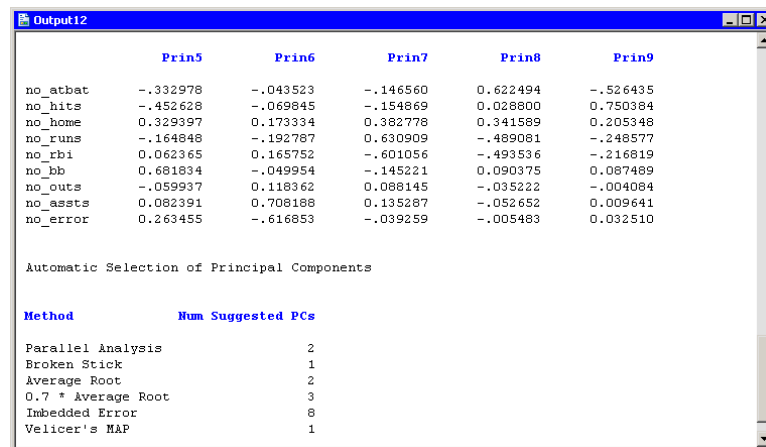 Output12
Prin5 Prin6 Prin7 Prin8 Prin9
no_atbat -.332978 -.043523 -.146560 0.622494 -.526435
no_hits -.452628 -.069845 -.154869 0.028800 0.750384
no_home 0.329397 0.173334 0.382778 0.341589 0.205348
no_runs -.164848 -.192787 0.630909 -.489081 -.248577
no_rbi 0.062365 0.165752 -.601056 -.493536 -.216819
no_bb 0.681834 -.049954 -.145221 0.090375 0.087489
no_outs -.059937 0.118362 0.088145 -.035222 -.004084
no_assts 0.082391 0.708188 0.135287 -.052652 0.009641
no_error 0.263455 -.616853 -.039259 -.005483 0.032510
Automatic Selection of Principal Components
Method Num Suggested PCs
Parallel Analysis 2
Broken Stick 1
Average Root 2
0.7 * Average Root 3
Imbedded Error 8
Velicer's MAP 1